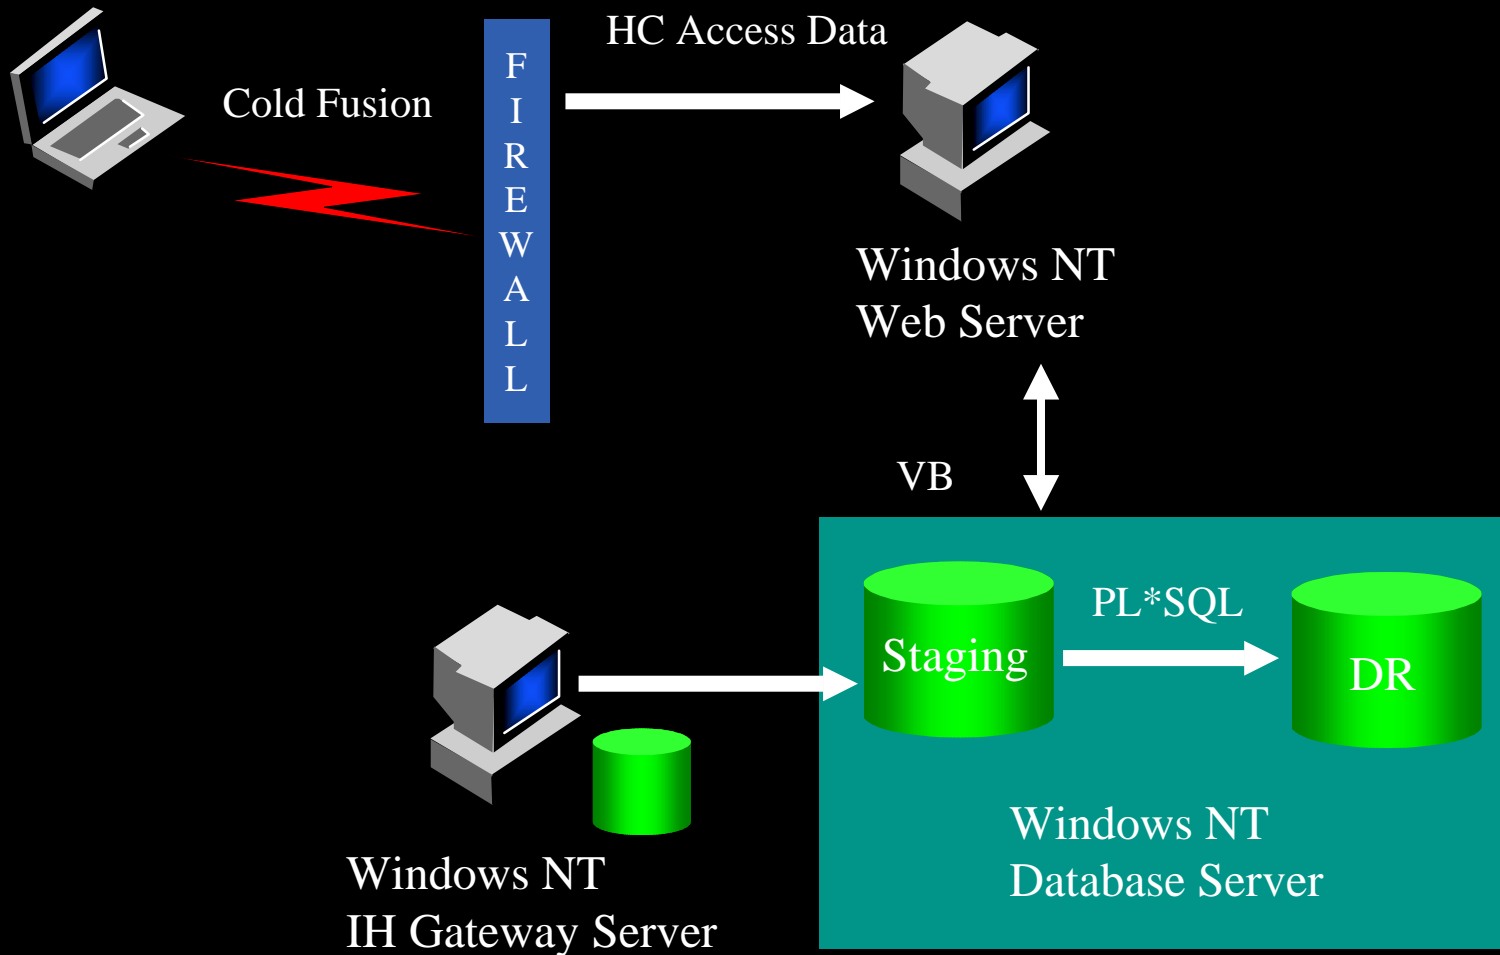 HC Access Data
Cold Fusion
F
I
R
E
W
A
L
L
Windows NT
Web Server
VB
PL*SQL
Staging
DR
Windows NT
Database Server
Windows NT
IH Gateway Server